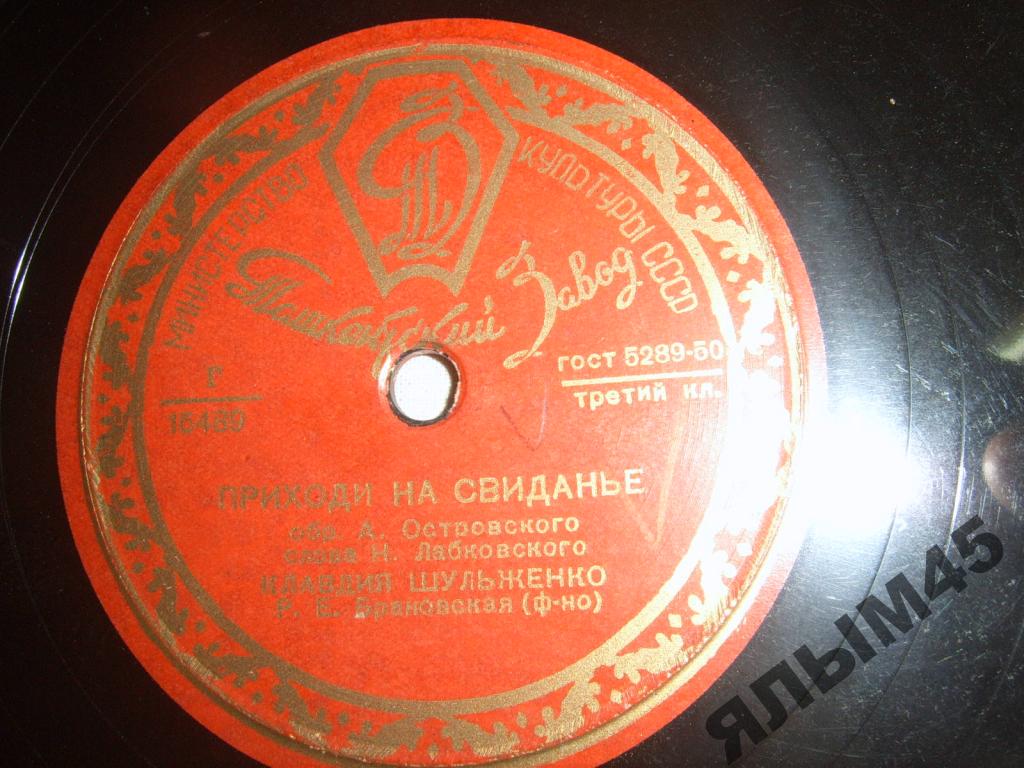 МИНИСТЕРСТВО КУЛЬТУРЫ СССР
Ташкентский Завод
Г
15489
ГОСТ 5289-50
третий кл.
ПРИХОДИ НА СВИДАНЬЕ
обр. А. Островского
слова Н. Лабковского
КЛАВДИЯ ШУЛЬЖЕНКО
Р. Е. Брановская (ф-но)
ЯЛЫМ45